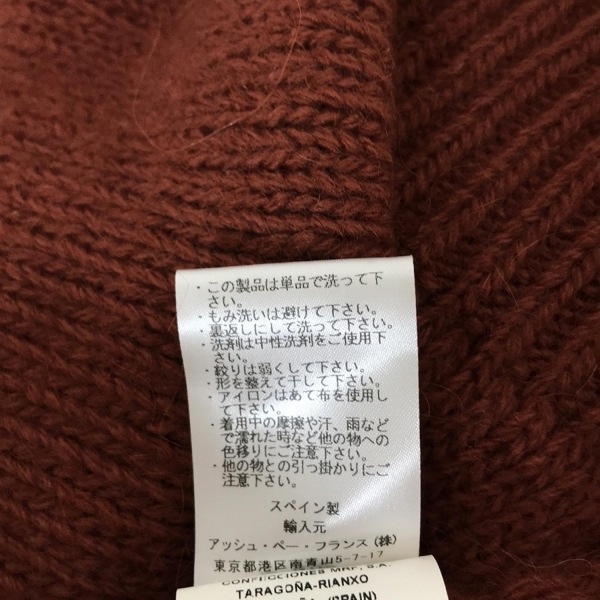 ・この製品は単品で洗って下
さい。
・もみ洗いは避けて下さい。
・裏返しにして洗って下さい。
・洗剤は中性洗剤をご使用下
さい。
・絞りは弱くして下さい。
・形を整えて干して下さい。
・アイロンはあて布を使用し
て下さい。
・着用中の摩擦や汗、雨など
で濡れた時など他の物への
色移りにご注意下さい。
・他の物との引っ掛かりにご
注意下さい。
スペイン製
輸入元
アッシュ・ペー・フランス(株)
東京都港区南青山5-7-17
CONFECCIONES MRF, S.A.
TARAGOÑA-RIANXO
(SPAIN)